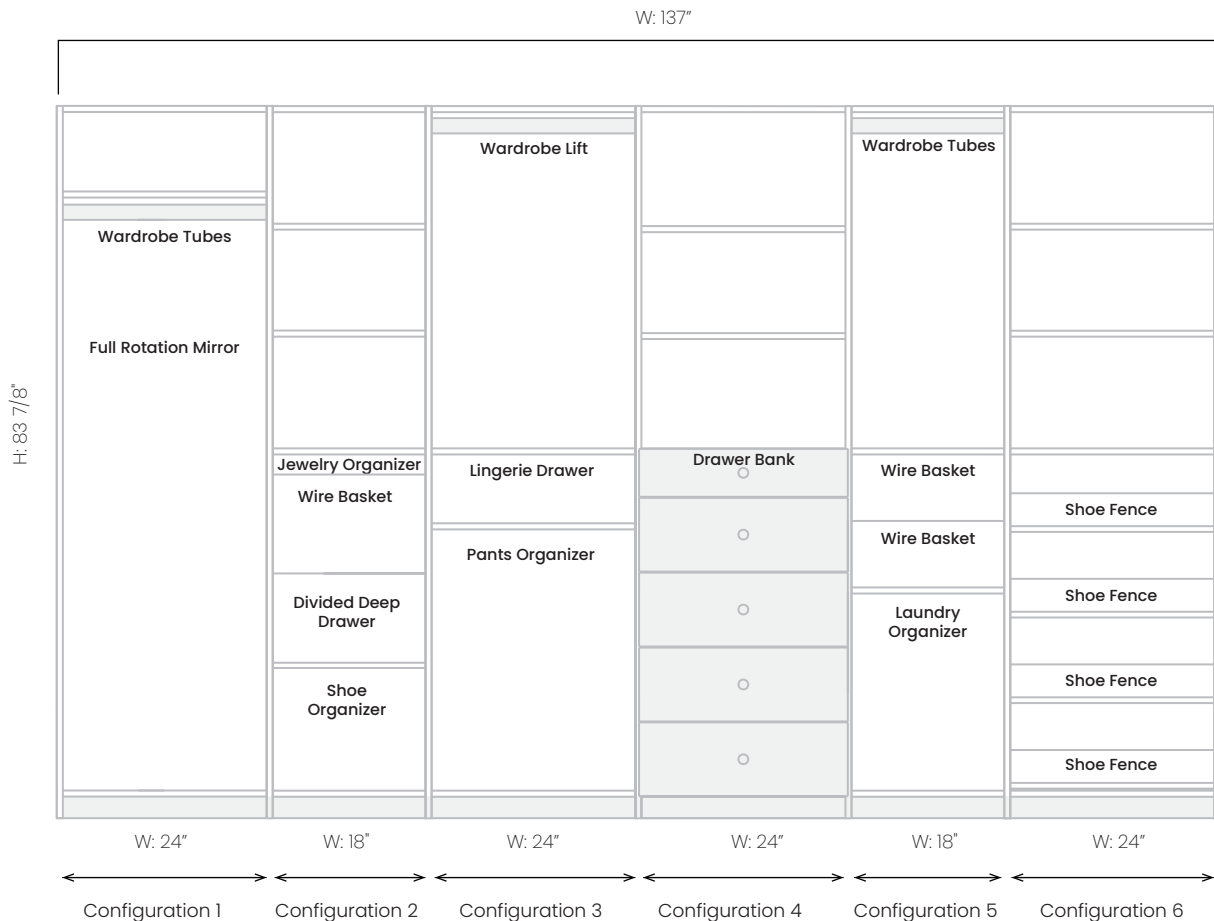 W: 137”
Wardrobe Lift
Wardrobe Tubes
Wardrobe Tubes
Full Rotation Mirror
H: 83 7/8"
Jewelry Organizer
Wire Basket
Divided Deep
Drawer
Shoe
Organizer
Lingerie Drawer
Pants Organizer
Drawer Bank
Wire Basket
Wire Basket
Laundry
Organizer
Shoe Fence
Shoe Fence
Shoe Fence
Shoe Fence
W: 24”
W: 18"
W: 24”
W: 24”
W: 18"
W: 24”
Configuration 1
Configuration 2
Configuration 3
Configuration 4
Configuration 5
Configuration 6